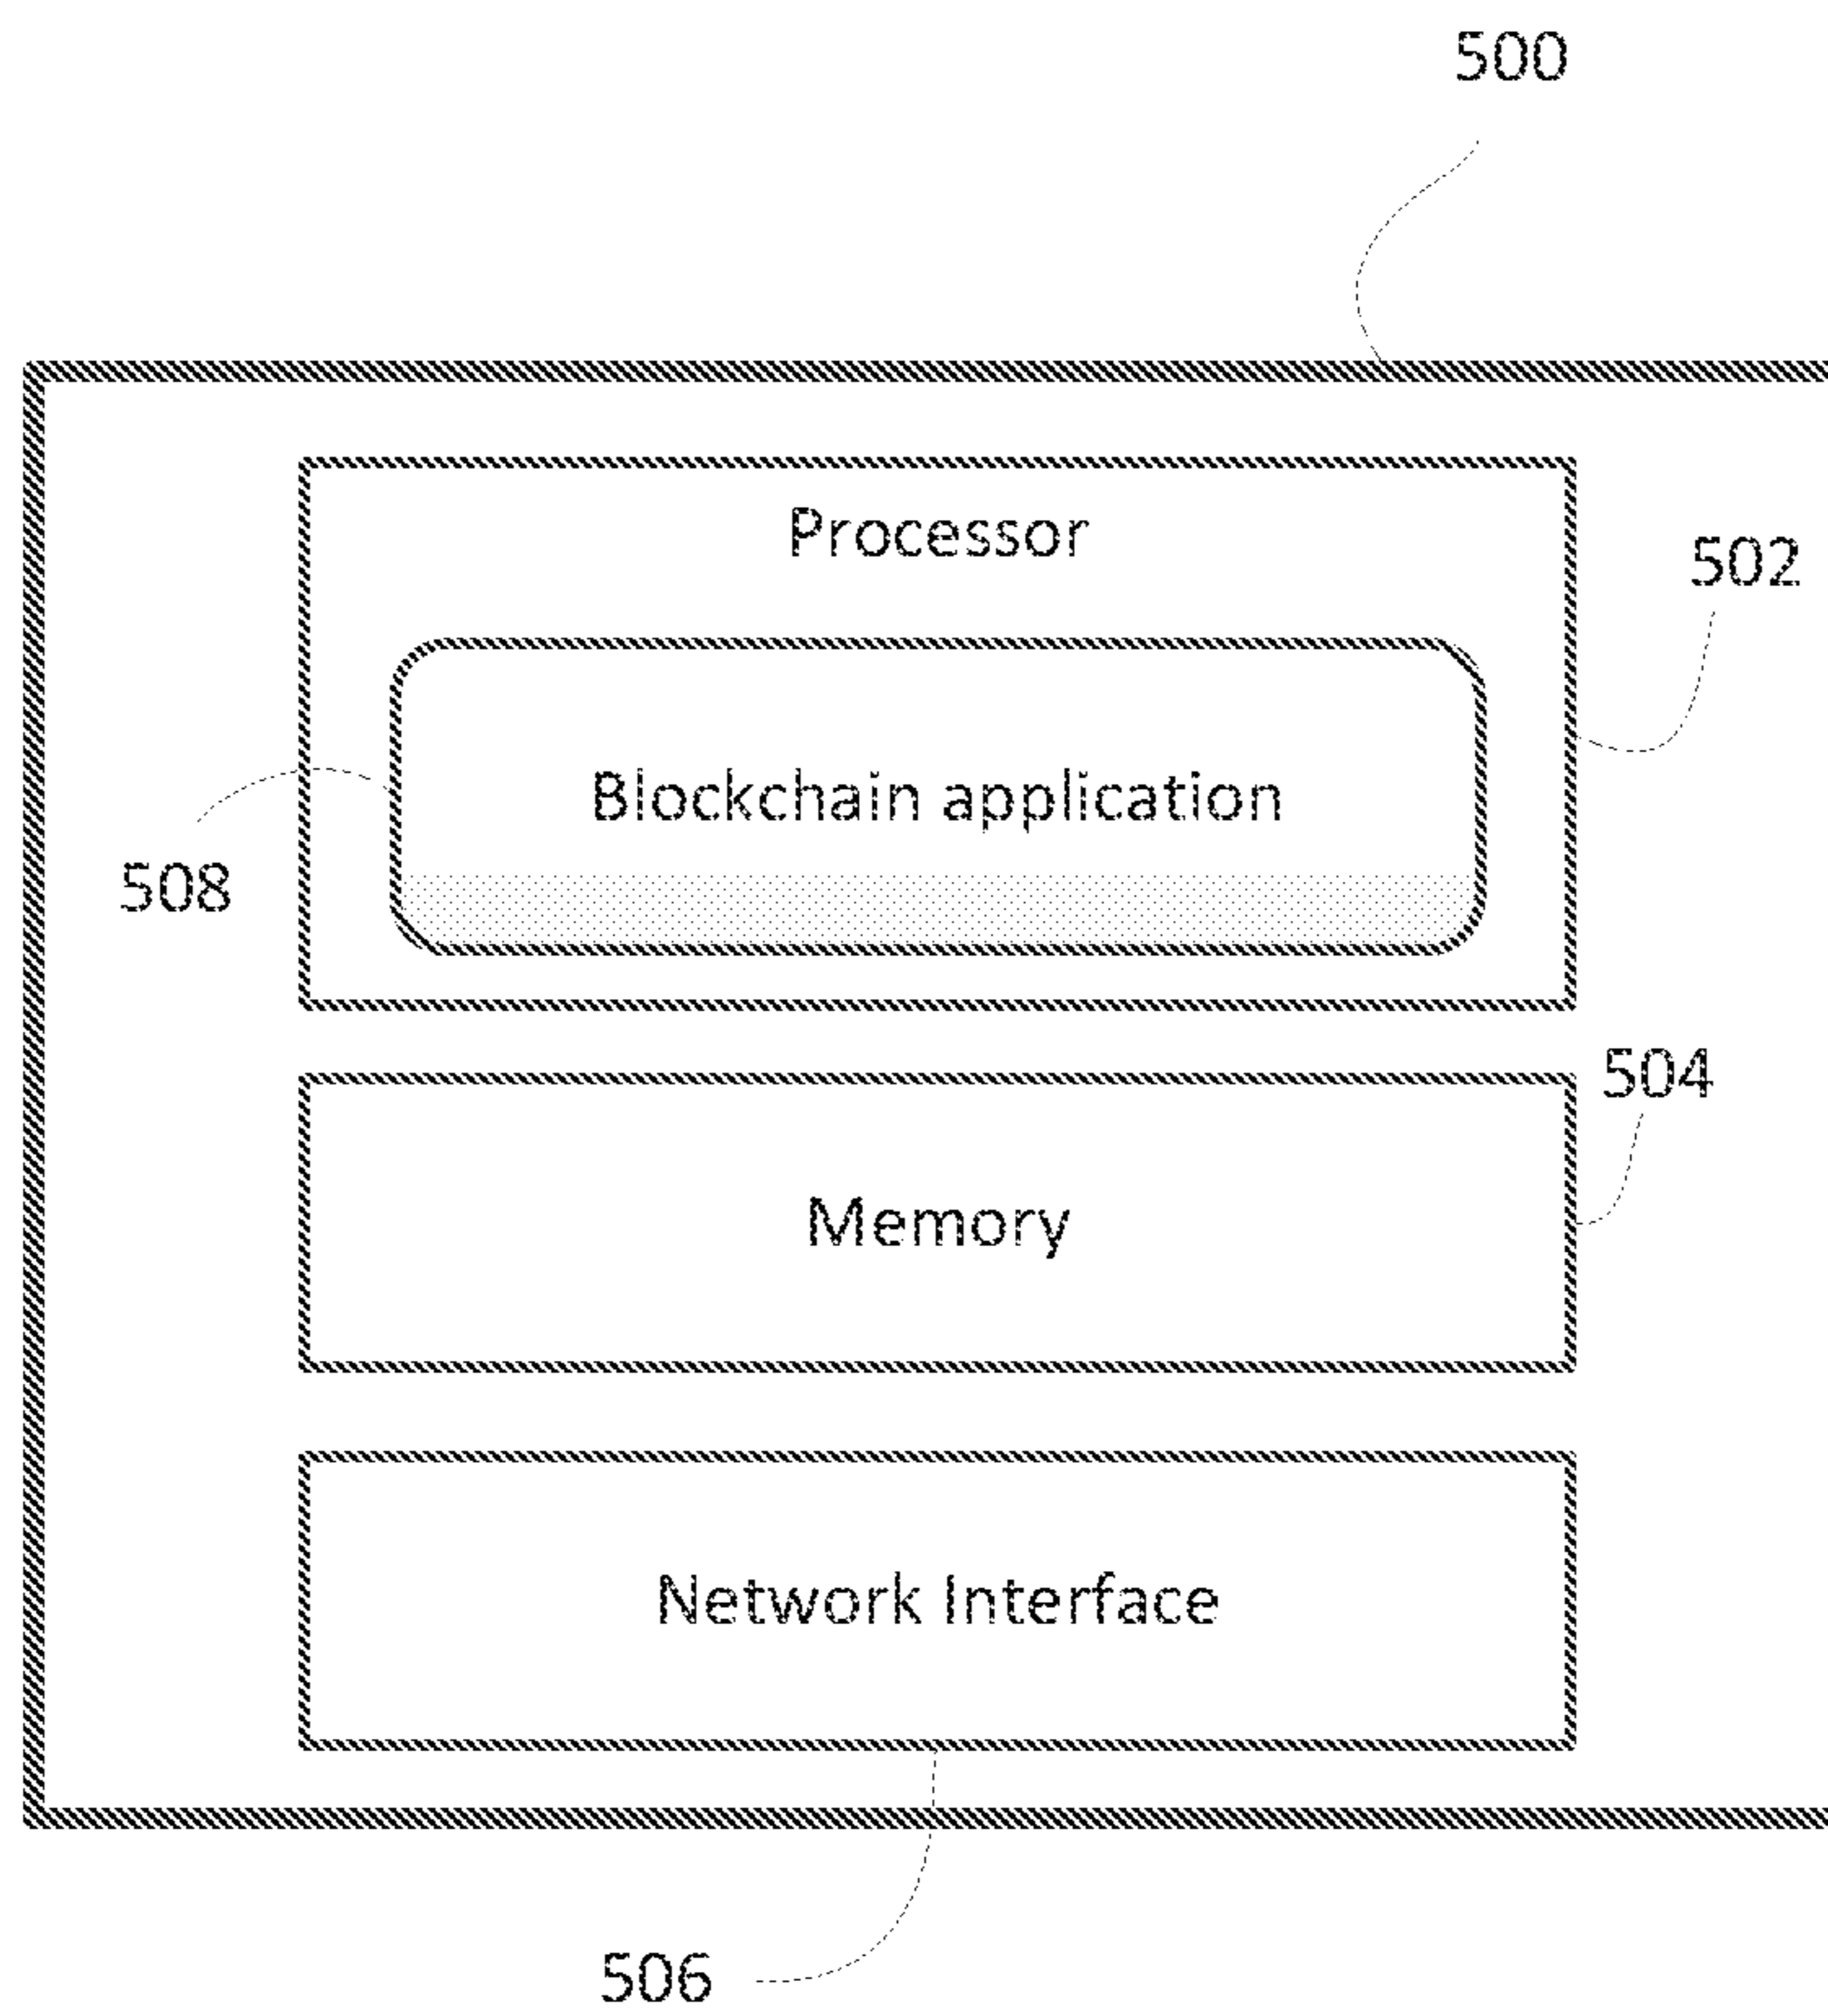 500
Processor
502
Blockchain application
508
504
Memory
Network Interface
506